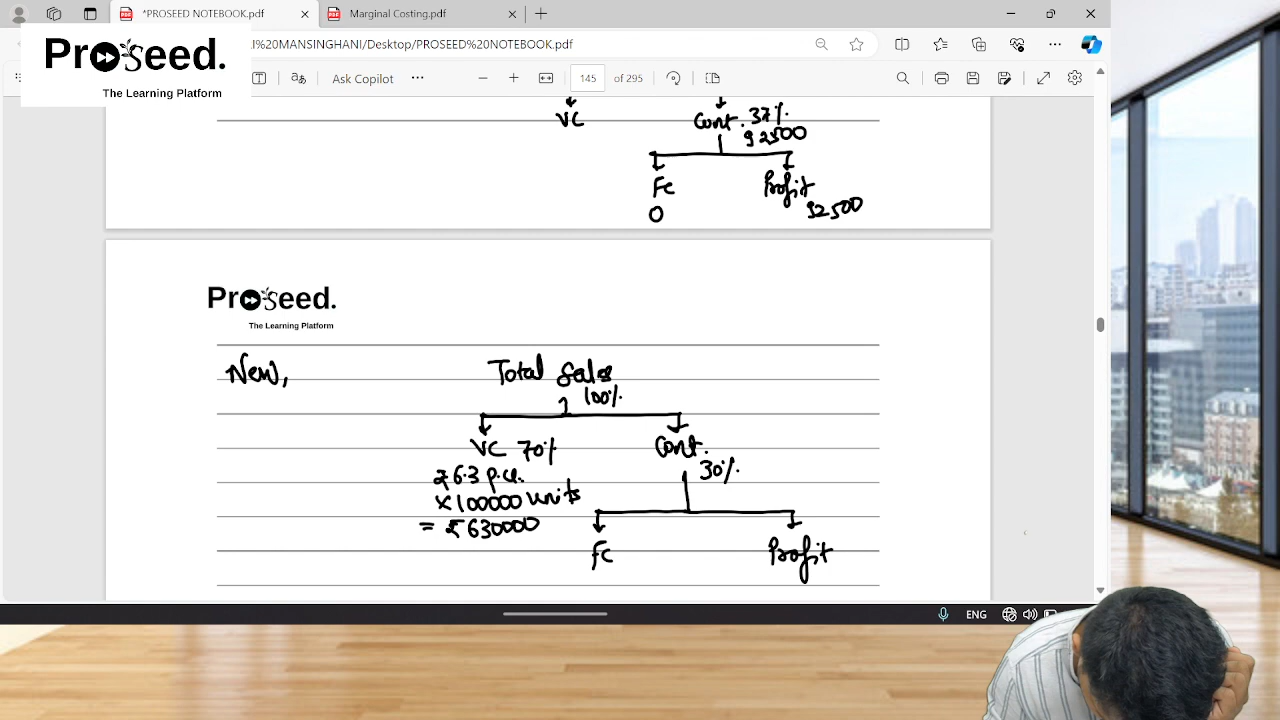 *PROSEED NOTEBOOK.pdf
Marginal Costing.pdf
Proseed.
The Learning Platform
I%20MANSINGHANI/De p/PROSEED%20NOTEBOOK.pdf
Ask Copilot
145 of 295
VC
Cont. 37%
92500
FC
Profit
0
92500
Proseed.
The Learning Platform
New,
Total Sales
100%
VC 70%
Cont.
30%
₹6.3 p.u.
×100000 units
= ₹630000
FC
Profit
ENG